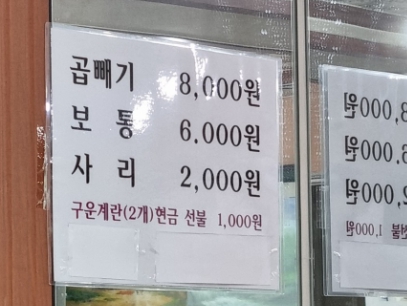 곱빼기 8,000원
보통 6.000원
사리 2,000원
구운계란(2개)현금 선불 1,000원